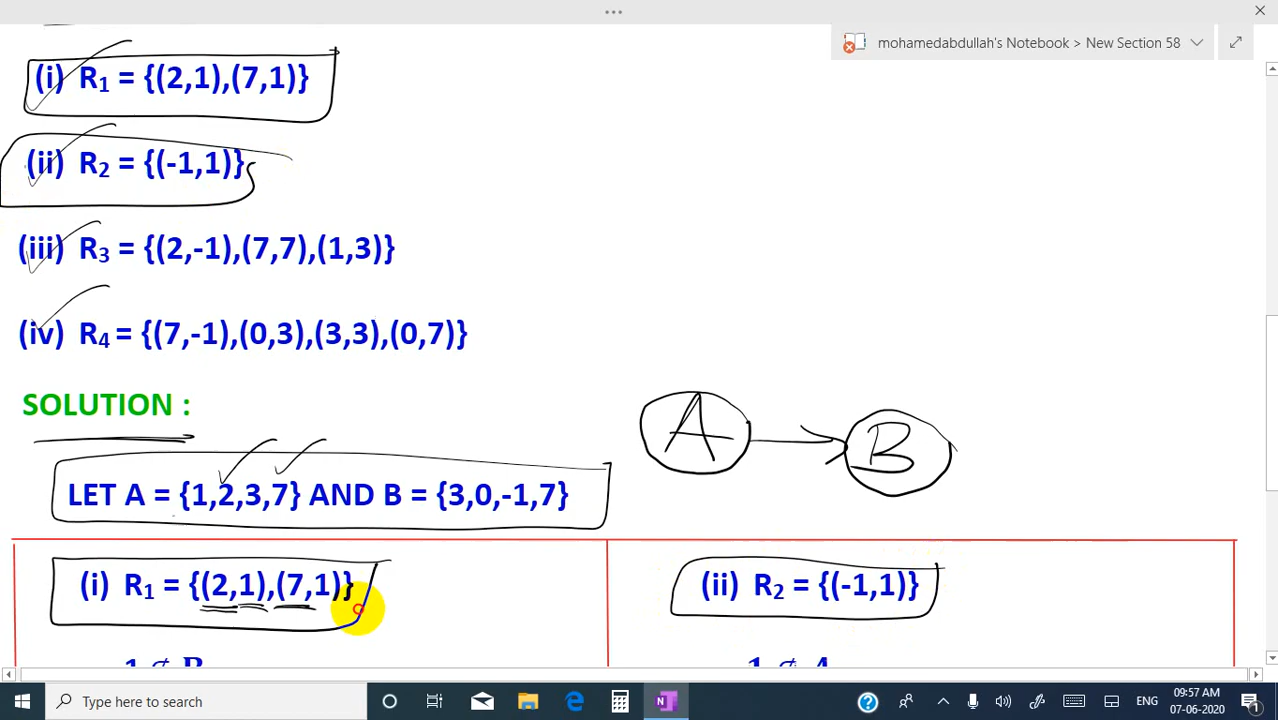 mohamedabdullah's Notebook > New Section 58
(i) R₁ = {(2,1),(7,1)}
(ii) R₂ = {(-1,1)}
(iii) R₃ = {(2,-1),(7,7),(1,3)}
(iv) R₄ = {(7,-1),(0,3),(3,3),(0,7)}
SOLUTION :
A
B
LET A = {1,2,3,7} AND B = {3,0,-1,7}
(i) R₁ = {(2,1),(7,1)}
(ii) R₂ = {(-1,1)}
Type here to search
ENG
09:57 AM
07-06-2020